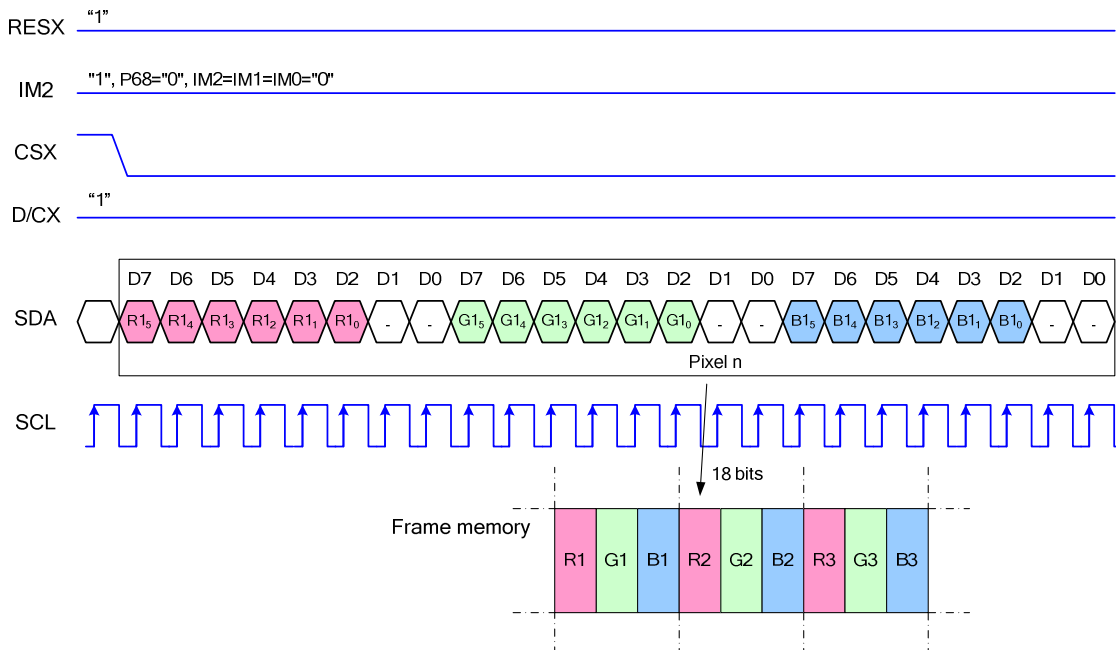 RESX “1”
IM2 "1", P68="0", IM2=IM1=IM0="0"
CSX
D/CX “1”
D7 D6 D5 D4 D3 D2 D1 D0 D7 D6 D5 D4 D3 D2 D1 D0 D7 D6 D5 D4 D3 D2 D1 D0
SDA R1₅ R1₄ R1₃ R1₂ R1₁ R1₀ - - G1₅ G1₄ G1₃ G1₂ G1₁ G1₀ - - B1₅ B1₄ B1₃ B1₂ B1₁ B1₀ - -
Pixel n
SCL
18 bits
Frame memory
R1 G1 B1 R2 G2 B2 R3 G3 B3